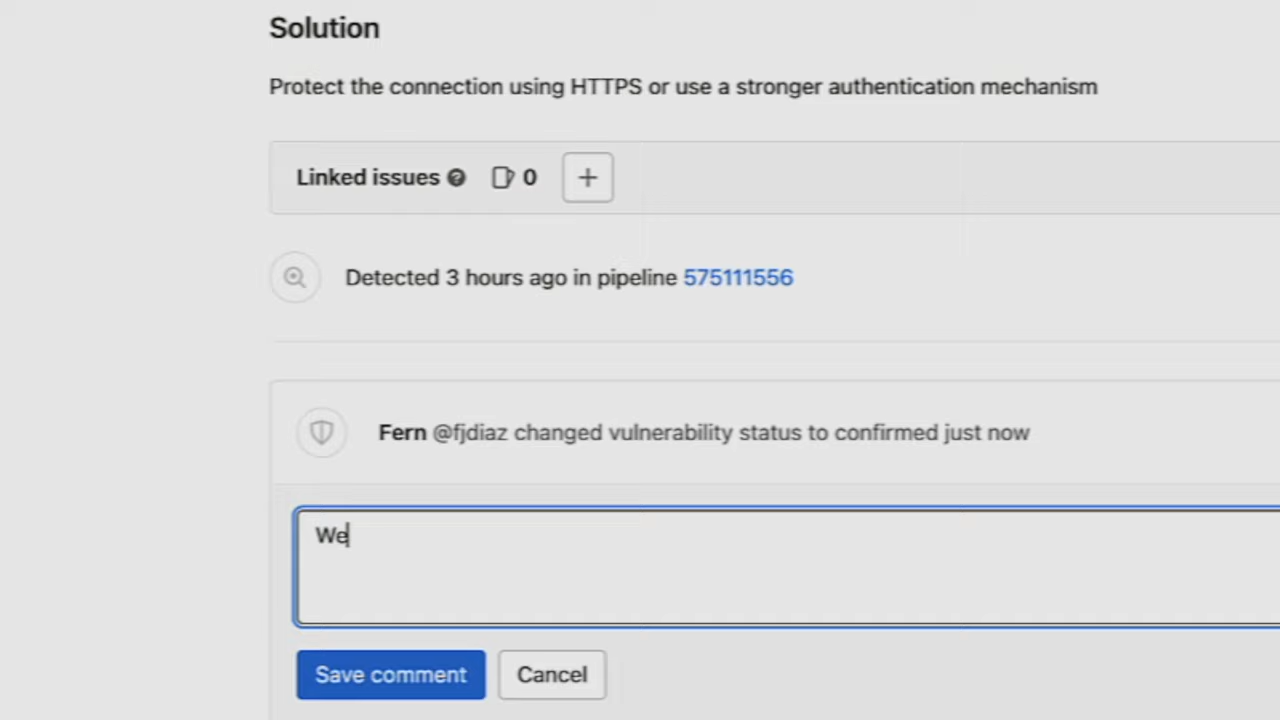 Solution
Protect the connection using HTTPS or use a stronger authentication mechanism
Linked issues 0
Detected 3 hours ago in pipeline 575111556
Fern @fjdiaz changed vulnerability status to confirmed just now
We
Save comment Cancel